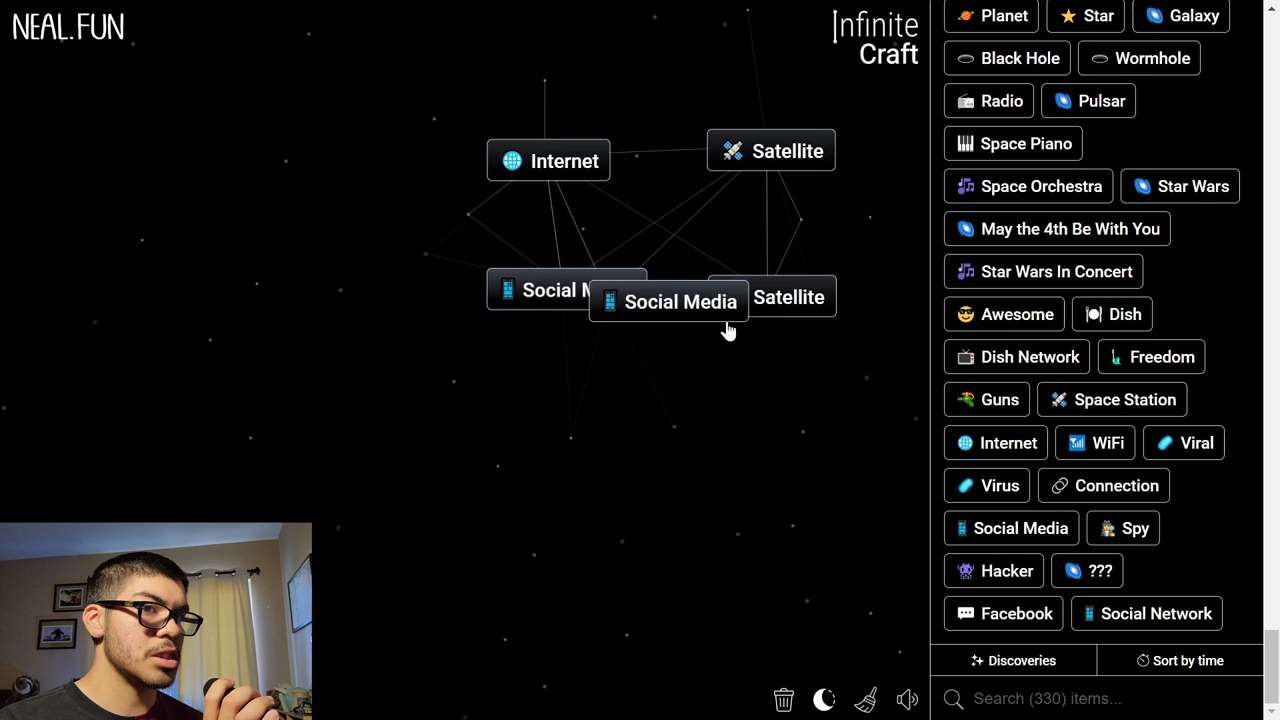 NEAL.FUN
Infinite
Craft
Internet
Satellite
Social M
Social Media
Satellite
Planet
Star
Galaxy
Black Hole
Wormhole
Radio
Pulsar
Space Piano
Space Orchestra
Star Wars
May the 4th Be With You
Star Wars In Concert
Awesome
Dish
Dish Network
Freedom
Guns
Space Station
Internet
WiFi
Viral
Virus
Connection
Social Media
Spy
Hacker
???
Facebook
Social Network
Discoveries
Sort by time
Search (330) items...